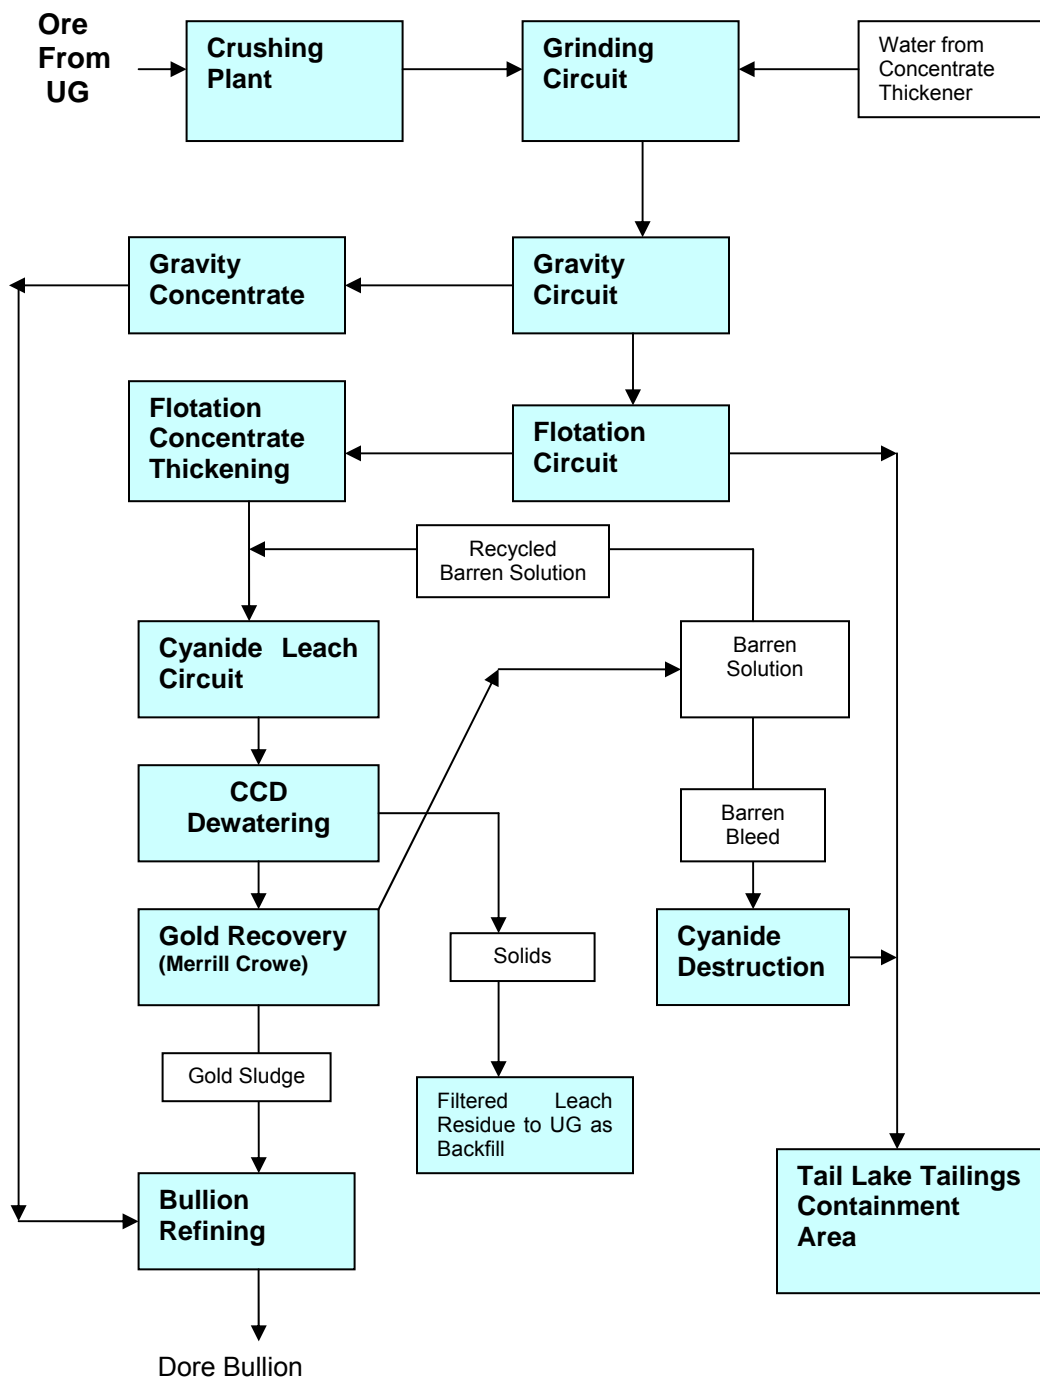 Ore
From
UG
Crushing
Plant
Grinding
Circuit
Water from
Concentrate
Thickener
Gravity
Concentrate
Gravity
Circuit
Flotation
Concentrate
Thickening
Flotation
Circuit
Recycled
Barren Solution
Cyanide Leach
Circuit
Barren
Solution
CCD
Dewatering
Barren
Bleed
Gold Recovery
(Merrill Crowe)
Solids
Cyanide
Destruction
Gold Sludge
Filtered Leach
Residue to UG as
Backfill
Bullion
Refining
Tail Lake Tailings
Containment
Area
Dore Bullion